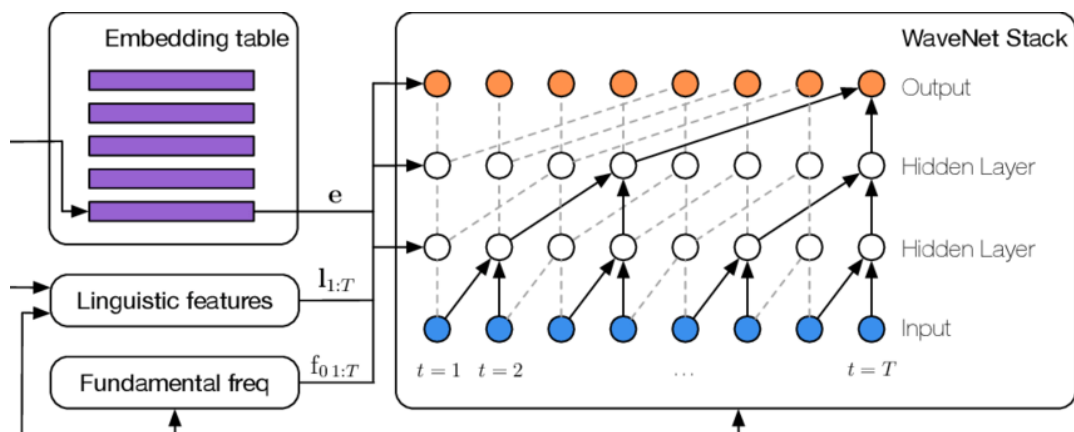 Embedding table
e
Linguistic features
l1:T
Fundamental freq
f0 1:T
WaveNet Stack
Output
Hidden Layer
Hidden Layer
Input
t = 1 t = 2 ... t = T